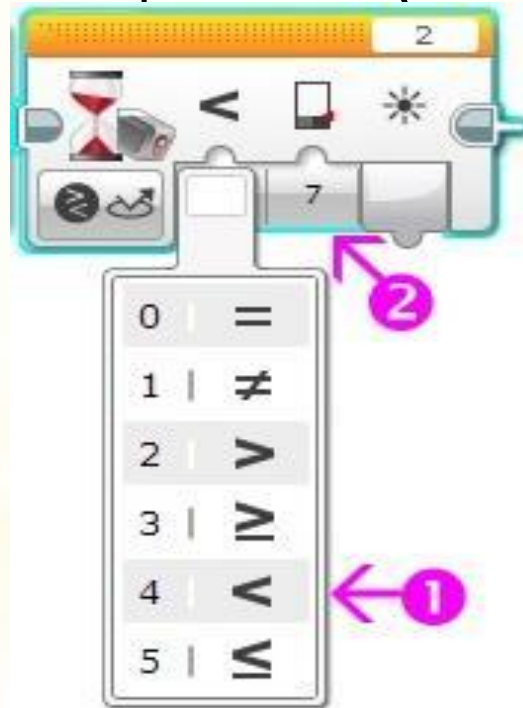 2
<
7
0 | =
1 | ≠
2 | >
3 | ≥
4 | <
5 | ≤
2
1